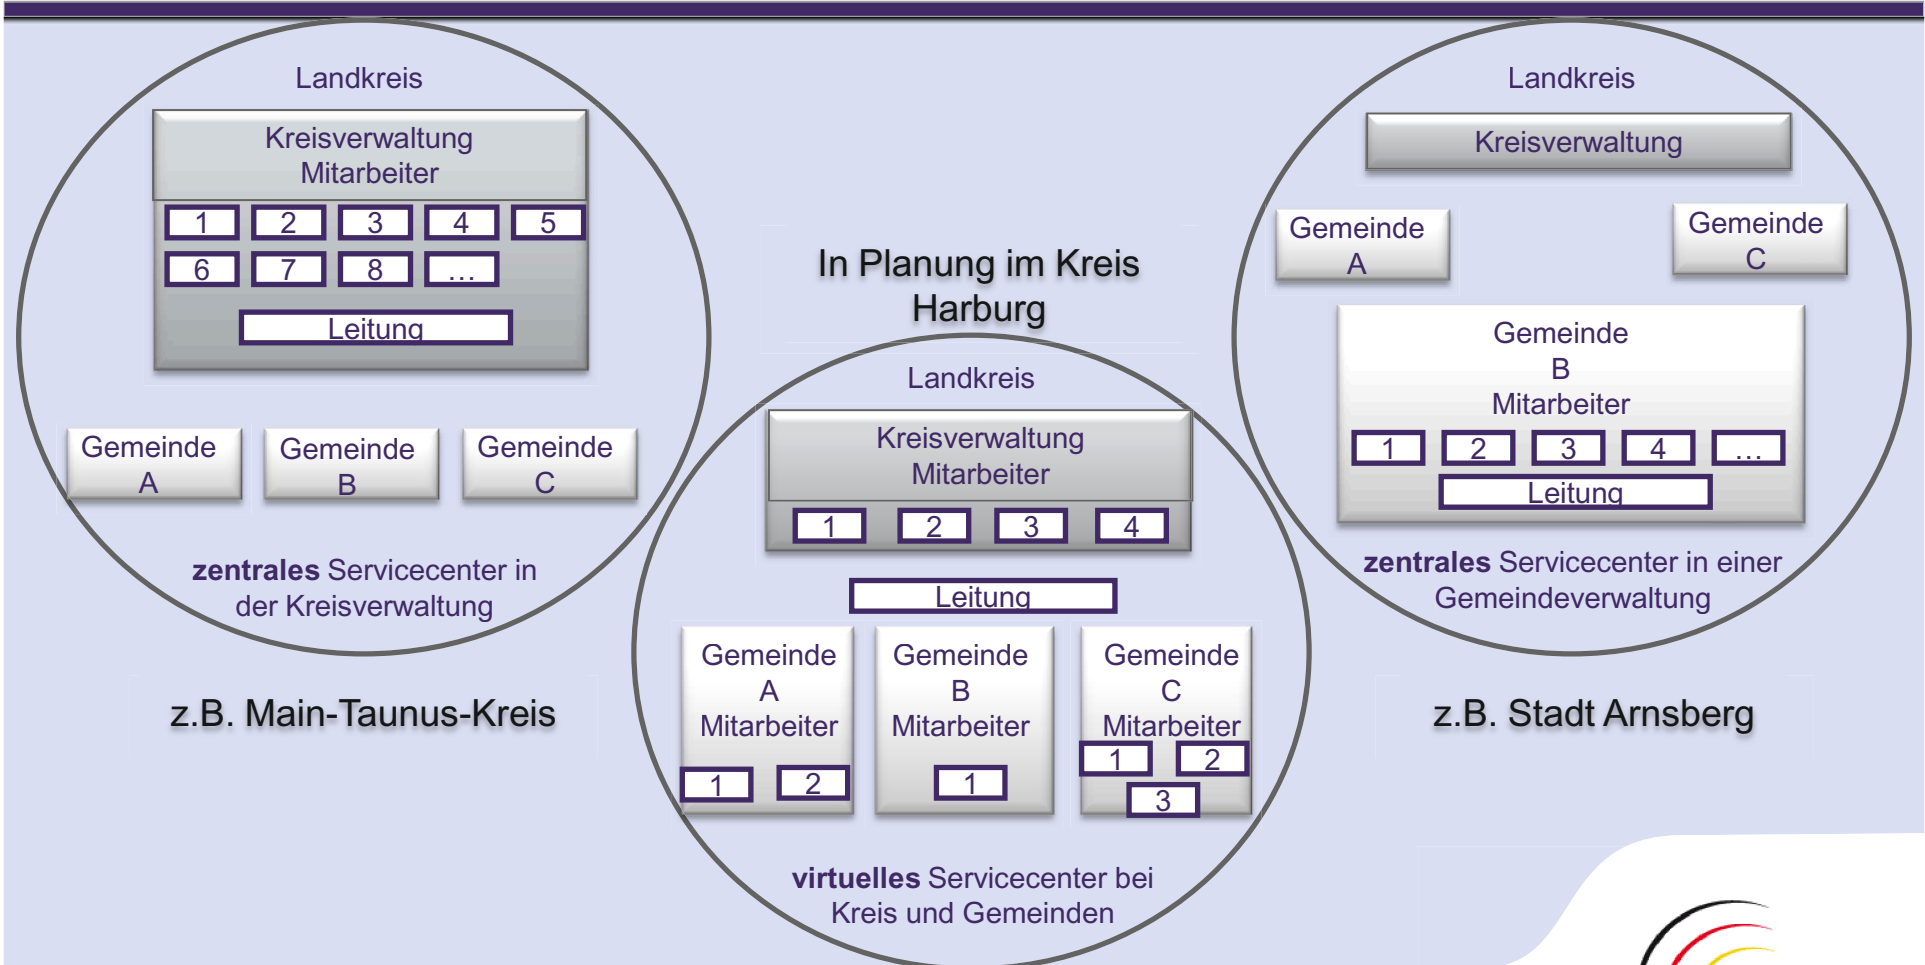 Landkreis
Kreisverwaltung
Mitarbeiter
1 2 3 4 5
6 7 8 …
Leitung
Gemeinde
A
Gemeinde
B
Gemeinde
C
zentrales Servicecenter in
der Kreisverwaltung
z.B. Main-Taunus-Kreis
In Planung im Kreis
Harburg
Landkreis
Kreisverwaltung
Mitarbeiter
1 2 3 4
Leitung
Gemeinde
A
Mitarbeiter
1 2
Gemeinde
B
Mitarbeiter
1
Gemeinde
C
Mitarbeiter
1 2
3
virtuelles Servicecenter bei
Kreis und Gemeinden
Landkreis
Kreisverwaltung
Gemeinde
A
Gemeinde
C
Gemeinde
B
Mitarbeiter
1 2 3 4 …
Leitung
zentrales Servicecenter in einer
Gemeindeverwaltung
z.B. Stadt Arnsberg